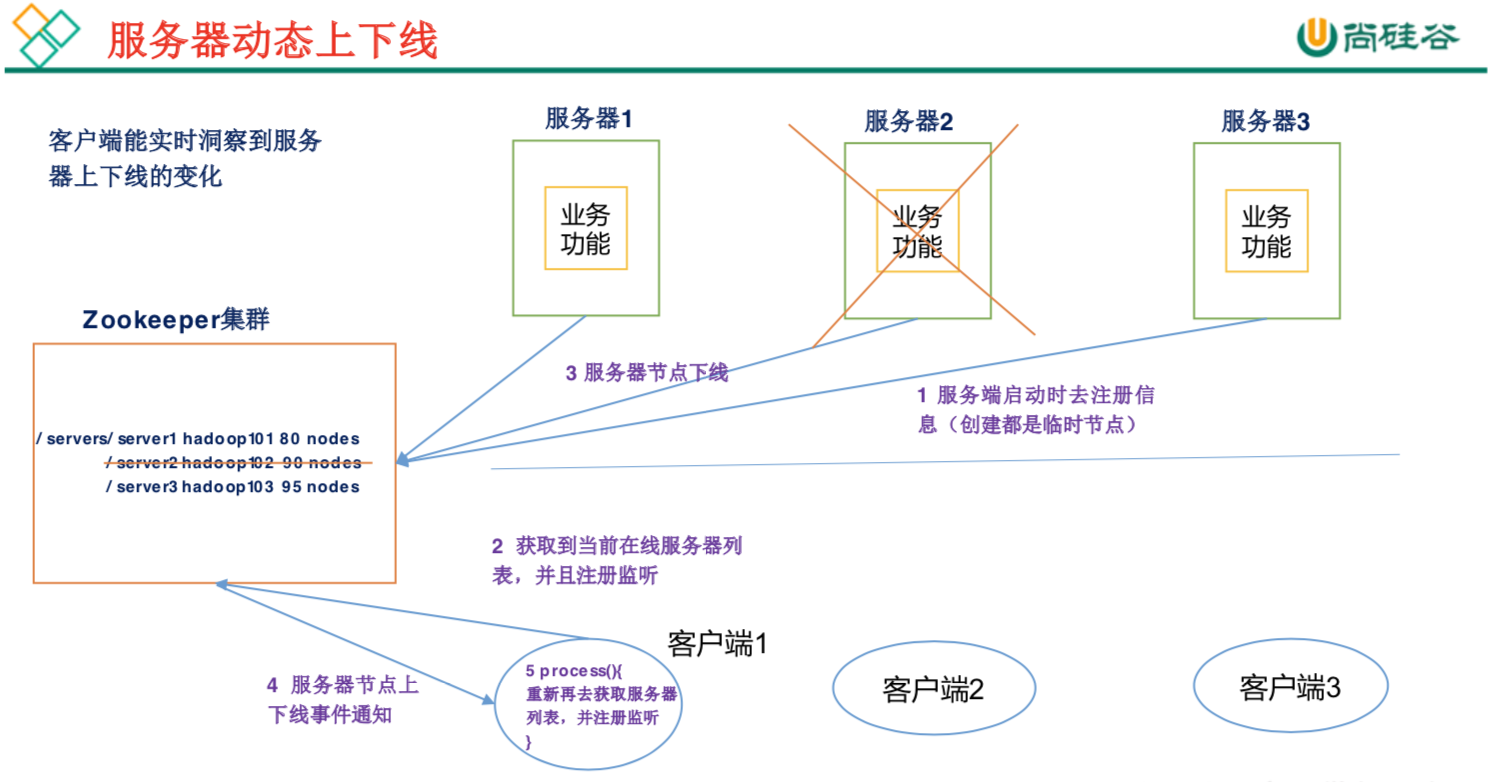 服务器动态上下线
尚硅谷
客户端能实时洞察到服务
器上下线的变化
服务器1
服务器2
服务器3
业务
功能
业务
功能
业务
功能
Zookeeper集群
/ servers/ server1 hadoop101 80 nodes
/ server2 hadoop102 90 nodes
/ server3 hadoop103 95 nodes
3 服务器节点下线
1 服务端启动时去注册信
息（创建都是临时节点）
2 获取到当前在线服务器列
表，并且注册监听
4 服务器节点上
下线事件通知
客户端1
5 process(){
重新再去获取服务器
列表，并注册监听
}
客户端2
客户端3